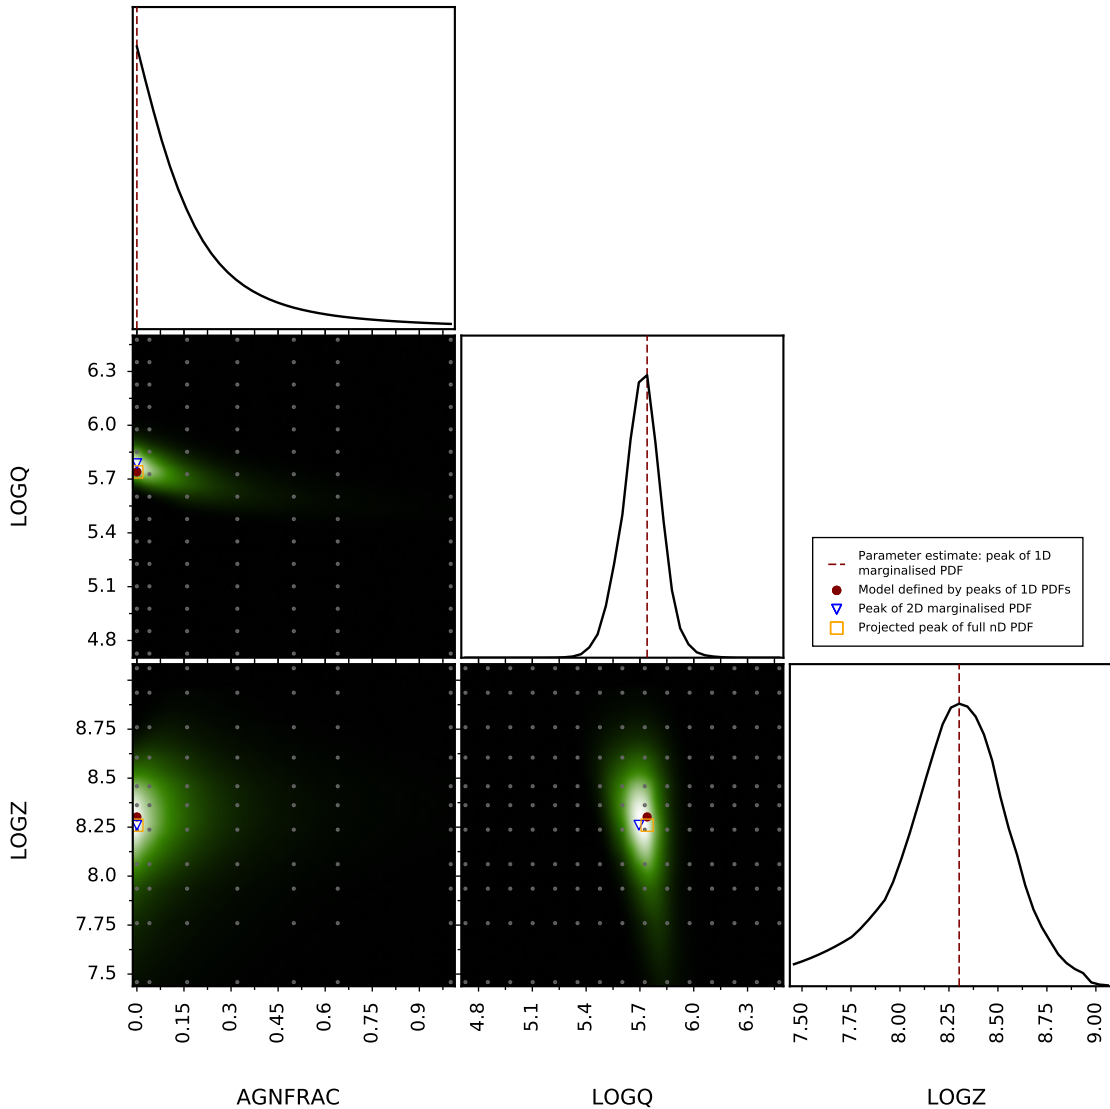 6.3
6.0
5.7
5.4
5.1
4.8
LOGQ
Parameter estimate: peak of 1D
marginalised PDF
Model defined by peaks of 1D PDFs
Peak of 2D marginalised PDF
Projected peak of full nD PDF
8.75
8.5
8.25
8.0
7.75
7.5
LOGZ
0.0 0.15 0.3 0.45 0.6 0.75 0.9
4.8 5.1 5.4 5.7 6.0 6.3
7.50 7.75 8.00 8.25 8.50 8.75 9.00
AGNFRAC
LOGQ
LOGZ